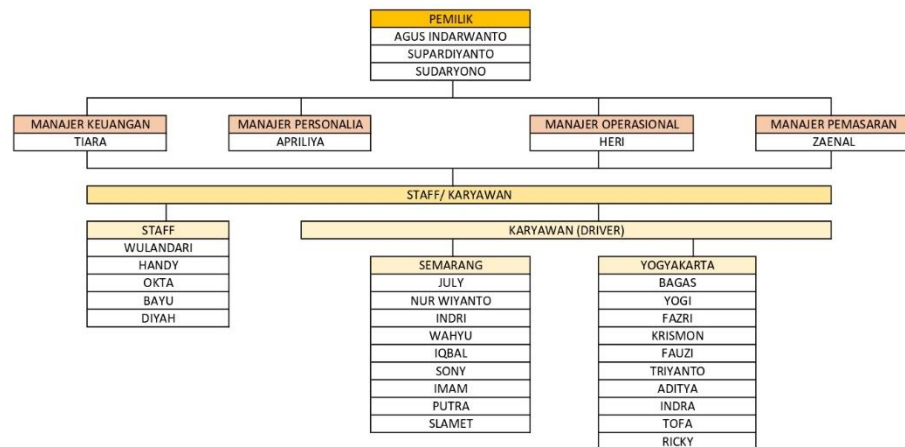 PEMILIK
AGUS INDARWANTO
SUPARDIYANTO
SUDARYONO
MANAJER KEUANGAN
TIARA
MANAJER PERSONALIA
APRILIYA
MANAJER OPERASIONAL
HERI
MANAJER PEMASARAN
ZAENAL
STAFF/ KARYAWAN
STAFF
WULANDARI
HANDY
OKTA
BAYU
DIYAH
KARYAWAN (DRIVER)
SEMARANG
JULY
NUR WIYANTO
INDRI
WAHYU
IQBAL
SONY
IMAM
PUTRA
SLAMET
YOGYAKARTA
BAGAS
YOGI
FAZRI
KRISMON
FAUZI
TRIYANTO
ADITYA
INDRA
TOFA
RICKY